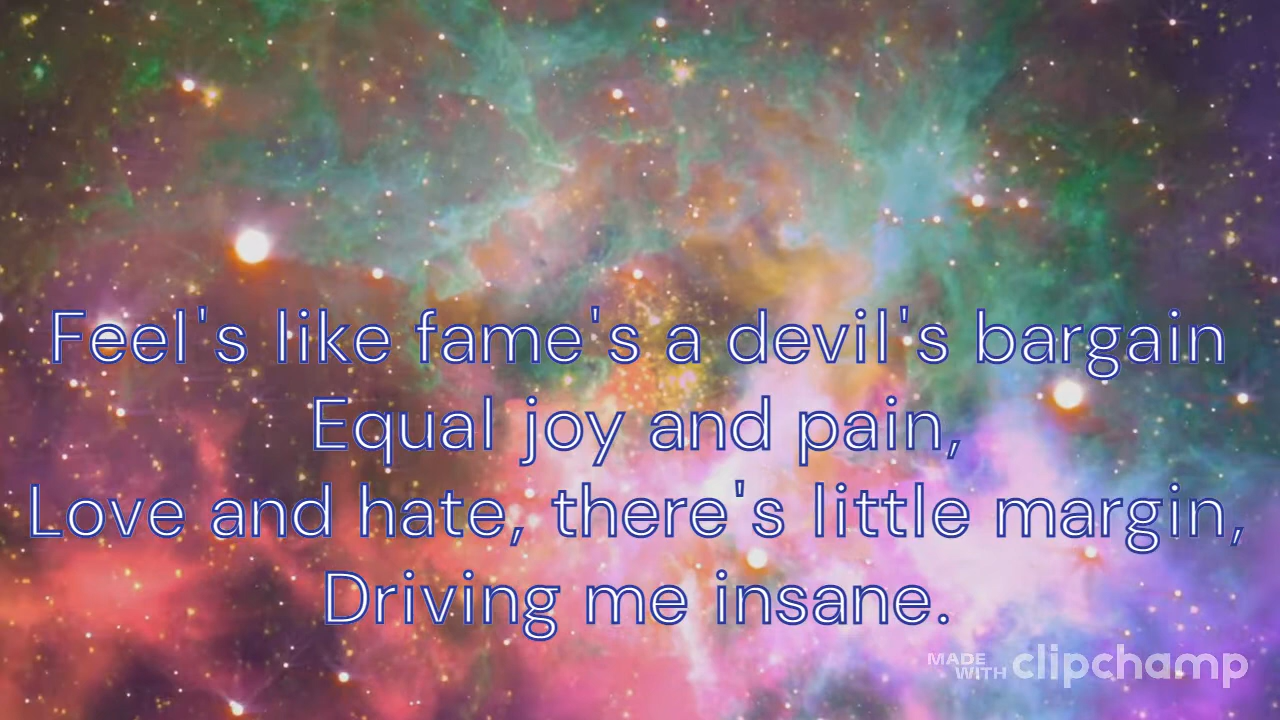 Feel's like fame's a devil's bargain
Equal joy and pain,
Love and hate, there's little margin,
Driving me insane.
MADE WITH clipchamp